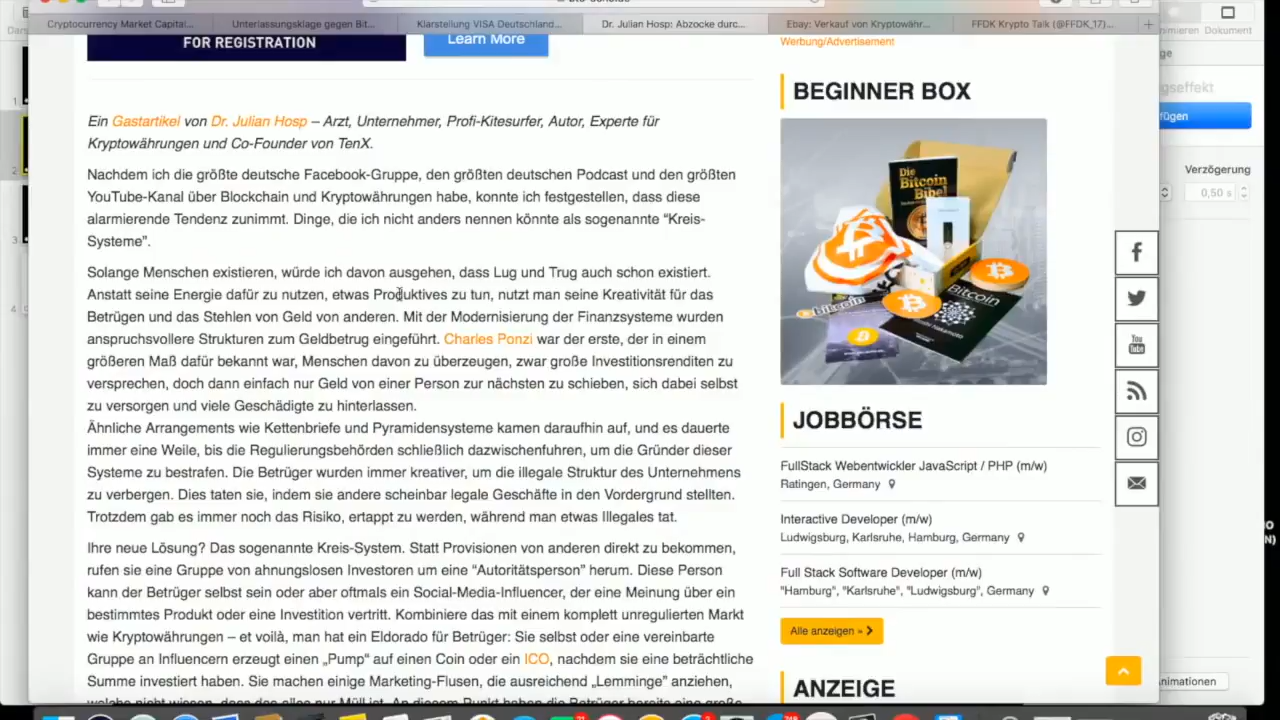 Cryptocurrency Market Capital...
Unterlassungsklage gegen Bit...
Klarstellung VISA Deutschland...
Dr. Julian Hosp: Abzocke durc...
Ebay: Verkauf von Kryptowähr...
FFDK Krypto Talk (@FFDK_17)...
Dokument
FOR REGISTRATION
Learn More
Werbung/Advertisement
Ein Gastartikel von Dr. Julian Hosp – Arzt, Unternehmer, Profi-Kitesurfer, Autor, Experte für
Kryptowährungen und Co-Founder von TenX.
Nachdem ich die größte deutsche Facebook-Gruppe, den größten deutschen Podcast und den größten
YouTube-Kanal über Blockchain und Kryptowährungen habe, konnte ich festgestellen, dass diese
alarmierende Tendenz zunimmt. Dinge, die ich nicht anders nennen könnte als sogenannte “Kreis-
Systeme”.
Solange Menschen existieren, würde ich davon ausgehen, dass Lug und Trug auch schon existiert.
Anstatt seine Energie dafür zu nutzen, etwas Produktives zu tun, nutzt man seine Kreativität für das
Betrügen und das Stehlen von Geld von anderen. Mit der Modernisierung der Finanzsysteme wurden
anspruchsvollere Strukturen zum Geldbetrug eingeführt. Charles Ponzi war der erste, der in einem
größeren Maß dafür bekannt war, Menschen davon zu überzeugen, zwar große Investitionsrenditen zu
versprechen, doch dann einfach nur Geld von einer Person zur nächsten zu schieben, sich dabei selbst
zu versorgen und viele Geschädigte zu hinterlassen.
Ähnliche Arrangements wie Kettenbriefe und Pyramidensysteme kamen daraufhin auf, und es dauerte
immer eine Weile, bis die Regulierungsbehörden schließlich dazwischenfuhren, um die Gründer dieser
Systeme zu bestrafen. Die Betrüger wurden immer kreativer, um die illegale Struktur des Unternehmens
zu verbergen. Dies taten sie, indem sie andere scheinbar legale Geschäfte in den Vordergrund stellten.
Trotzdem gab es immer noch das Risiko, ertappt zu werden, während man etwas Illegales tat.
Ihre neue Lösung? Das sogenannte Kreis-System. Statt Provisionen von anderen direkt zu bekommen,
rufen sie eine Gruppe von ahnungslosen Investoren um eine “Autoritätsperson” herum. Diese Person
kann der Betrüger selbst sein oder aber oftmals ein Social-Media-Influencer, der eine Meinung über ein
bestimmtes Produkt oder eine Investition vertritt. Kombiniere das mit einem komplett unregulierten Markt
wie Kryptowährungen – et voilà, man hat ein Eldorado für Betrüger: Sie selbst oder eine vereinbarte
Gruppe an Influencern erzeugt einen „Pump“ auf einen Coin oder ein ICO, nachdem sie eine beträchtliche
Summe investiert haben. Sie machen einige Marketing-Flusen, die ausreichend „Lemminge“ anziehen,
BEGINNER BOX
Die
Bitcoin
Bibel
bitcoin
Bitcoin
JOBBÖRSE
FullStack Webentwickler JavaScript / PHP (m/w)
Ratingen, Germany
Interactive Developer (m/w)
Ludwigsburg, Karlsruhe, Hamburg, Germany
Full Stack Software Developer (m/w)
"Hamburg", "Karlsruhe", "Ludwigsburg", Germany
Alle anzeigen »
ANZEIGE
You
Tube
Verzögerung
0,50 s